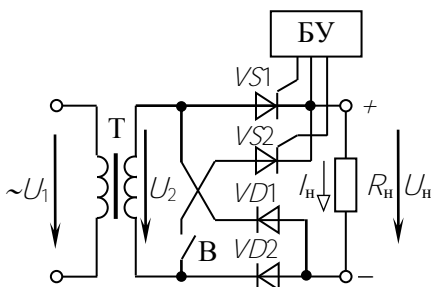 БУ
VS1
+
Т
VS2
~U1
U2
VD1
Iн
Rн
Uн
В
VD2
–